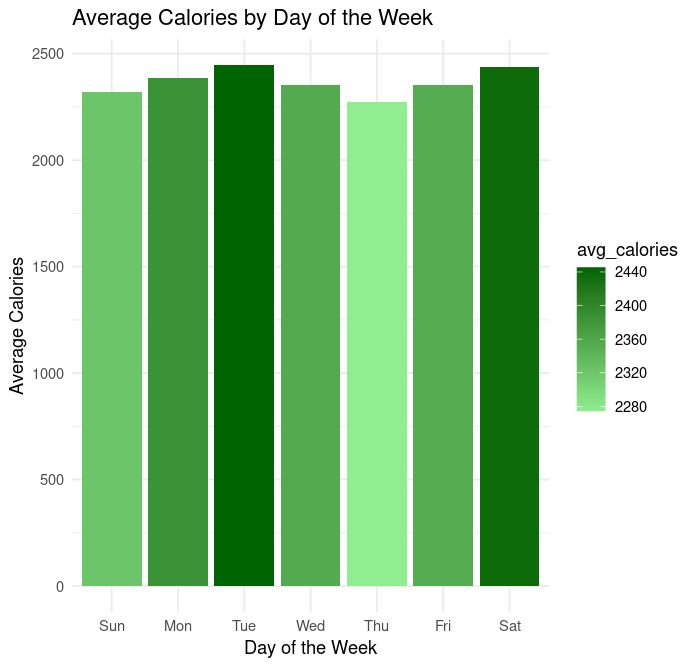 Average Calories by Day of the Week
Average Calories
2500
2000
1500
1000
500
0
Sun Mon Tue Wed Thu Fri Sat
Day of the Week
avg_calories
2440
2400
2360
2320
2280